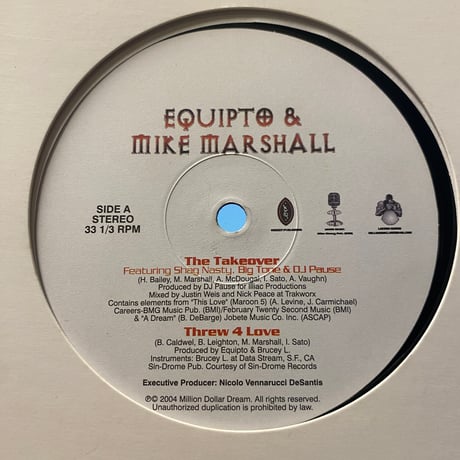 EQUIPTO &
MIKE MARSHALL
SIDE A
STEREO
33 1/3 RPM
The Takeover
Featuring Shag Nasty, Big Tone & DJ Pause
(H. Bailey, M. Marshall, A. McDougal, I. Sato, A. Vaughn)
Produced by DJ Pause for Illiac Productions
Mixed by Justin Weis and Nick Peace at Trakworx
Contains elements from "This Love" (Maroon 5) (A. Levine, J. Carmichael)
Careers-BMG Music Pub. (BMI)/February Twenty Second Music (BMI)
& "A Dream" (B. DeBarge) Jobete Music Co. Inc. (ASCAP)
Threw 4 Love
(B. Caldwel, B. Leighton, M. Marshall, I. Sato)
Produced by Equipto & Brucey L.
Instruments: Brucey L. at Data Stream, S.F., CA
Sin-Drome Pub. Courtesy of Sin-Drome Records
Executive Producer: Nicolo Vennarucci DeSantis
℗© 2004 Million Dollar Dream. All rights reserved.
Unauthorized duplication is prohibited by law.